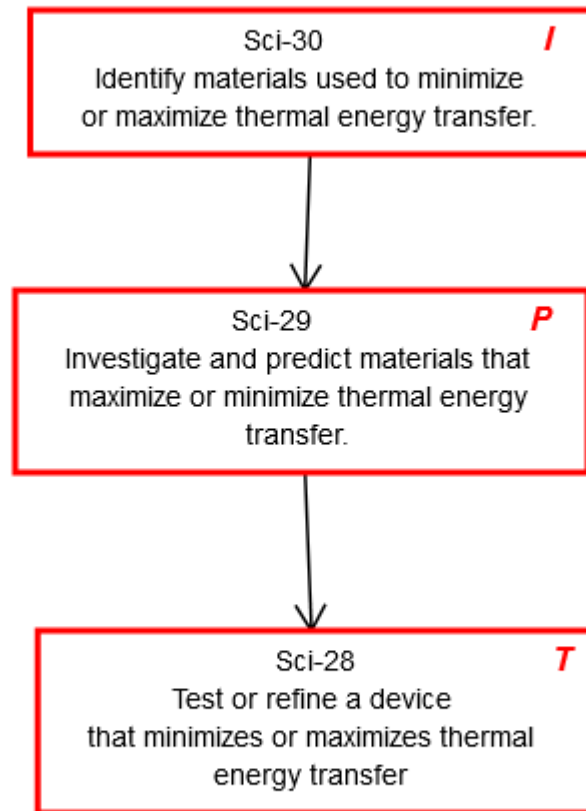 Sci-30 I
Identify materials used to minimize
or maximize thermal energy transfer.
Sci-29 P
Investigate and predict materials that
maximize or minimize thermal energy
transfer.
Sci-28 T
Test or refine a device
that minimizes or maximizes thermal
energy transfer